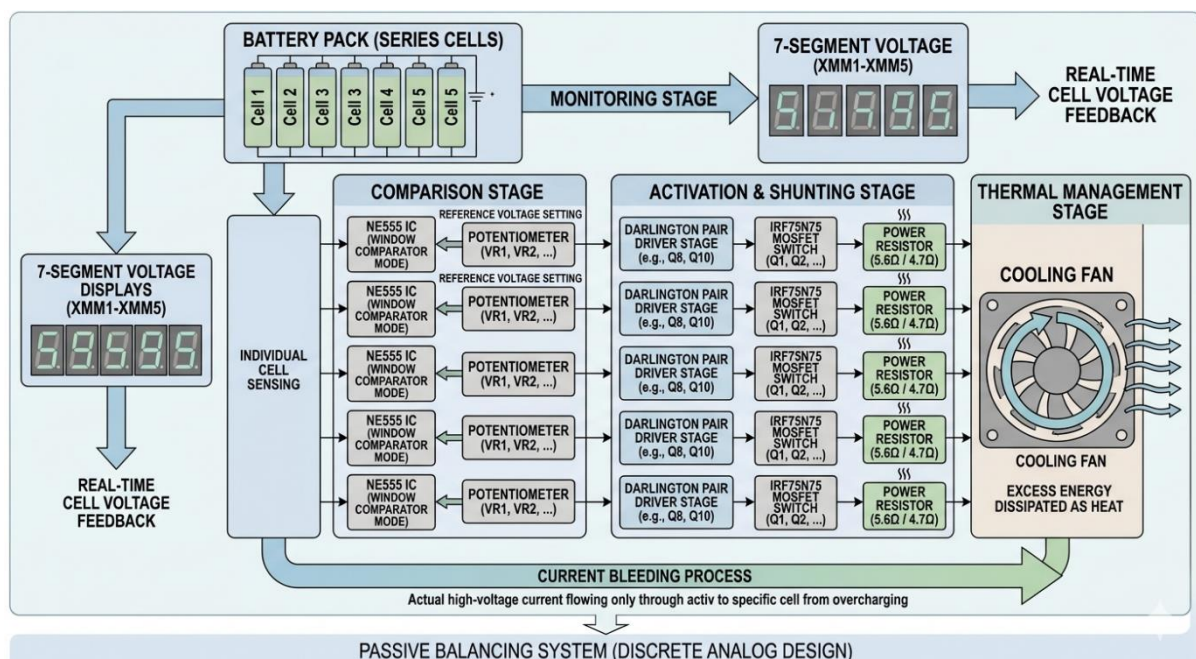 BATTERY PACK (SERIES CELLS)
Cell 1
Cell 2
Cell 3
Cell 3
Cell 4
Cell 5
Cell 5
MONITORING STAGE
7-SEGMENT VOLTAGE
(XMM1-XMM5)
REAL-TIME
CELL VOLTAGE
FEEDBACK
7-SEGMENT VOLTAGE
DISPLAYS
(XMM1-XMM5)
REAL-TIME
CELL VOLTAGE
FEEDBACK
INDIVIDUAL
CELL
SENSING
COMPARISON STAGE
REFERENCE VOLTAGE SETTING
NE555 IC
(WINDOW
COMPARATOR
MODE)
POTENTIOMETER
(VR1, VR2, ...)
REFERENCE VOLTAGE SETTING
NE555 IC
(WINDOW
COMPARATOR
MODE)
POTENTIOMETER
(VR1, VR2, ...)
NE555 IC
(WINDOW
COMPARATOR
MODE)
POTENTIOMETER
(VR1, VR2, ...)
NE555 IC
(WINDOW
COMPARATOR
MODE)
POTENTIOMETER
(VR1, VR2, ...)
NE555 IC
(WINDOW
COMPARATOR
MODE)
POTENTIOMETER
(VR1, VR2, ...)
ACTIVATION & SHUNTING STAGE
DARLINGTON PAIR
DRIVER STAGE
(e.g., Q8, Q10)
IRF75N75
MOSFET
SWITCH
(Q1, Q2, ...)
POWER
RESISTOR
(5.6Ω / 4.7Ω)
DARLINGTON PAIR
DRIVER STAGE
(e.g., Q8, Q10)
IRF75N75
MOSFET
SWITCH
(Q1, Q2, ...)
POWER
RESISTOR
(5.6Ω / 4.7Ω)
DARLINGTON PAIR
DRIVER STAGE
(e.g., Q8, Q10)
IRF75N75
MOSFET
SWITCH
(Q1, Q2, ...)
POWER
RESISTOR
(5.6Ω / 4.7Ω)
DARLINGTON PAIR
DRIVER STAGE
(e.g., Q8, Q10)
IRF75N75
MOSFET
SWITCH
(Q1, Q2, ...)
POWER
RESISTOR
(5.6Ω / 4.7Ω)
DARLINGTON PAIR
DRIVER STAGE
(e.g., Q8, Q10)
IRF75N75
MOSFET
SWITCH
(Q1, Q2, ...)
POWER
RESISTOR
(5.6Ω / 4.7Ω)
THERMAL MANAGEMENT
STAGE
COOLING FAN
COOLING FAN
EXCESS ENERGY
DISSIPATED AS HEAT
CURRENT BLEEDING PROCESS
Actual high-voltage current flowing only through activ to specific cell from overcharging
PASSIVE BALANCING SYSTEM (DISCRETE ANALOG DESIGN)